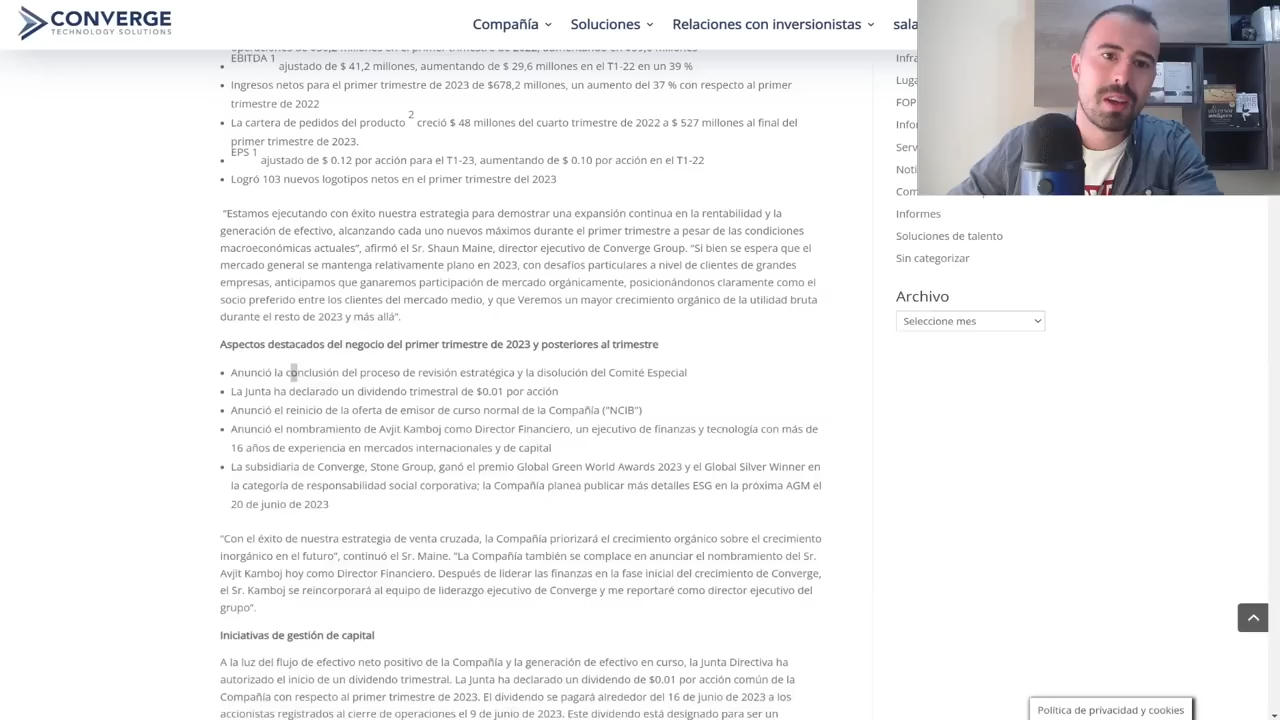 CONVERGE
TECHNOLOGY SOLUTIONS
Compañía
Soluciones
Relaciones con inversionistas
sala
EBITDA 1
ajustado de $ 41,2 millones, aumentando de $ 29,6 millones en el T1-22 en un 39 %
Ingresos netos para el primer trimestre de 2023 de $678,2 millones, un aumento del 37 % con respecto al primer
trimestre de 2022
La cartera de pedidos del producto 2 creció $ 48 millones del cuarto trimestre de 2022 a $ 527 millones al final del
primer trimestre de 2023.
EPS 1
ajustado de $ 0.12 por acción para el T1-23, aumentando de $ 0.10 por acción en el T1-22
Logró 103 nuevos logotipos netos en el primer trimestre del 2023
"Estamos ejecutando con éxito nuestra estrategia para demostrar una expansión continua en la rentabilidad y la
generación de efectivo, alcanzando cada uno nuevos máximos durante el primer trimestre a pesar de las condiciones
macroeconómicas actuales”, afirmó el Sr. Shaun Maine, director ejecutivo de Converge Group. “Si bien se espera que el
mercado general se mantenga relativamente plano en 2023, con desafíos particulares a nivel de clientes de grandes
empresas, anticipamos que ganaremos participación de mercado orgánicamente, posicionándonos claramente como el
socio preferido entre los clientes del mercado medio, y que Veremos un mayor crecimiento orgánico de la utilidad bruta
durante el resto de 2023 y más allá”.
Aspectos destacados del negocio del primer trimestre de 2023 y posteriores al trimestre
Anunció la conclusión del proceso de revisión estratégica y la disolución del Comité Especial
La Junta ha declarado un dividendo trimestral de $0.01 por acción
Anunció el reinicio de la oferta de emisor de curso normal de la Compañía ("NCIB")
Anunció el nombramiento de Avjit Kamboj como Director Financiero, un ejecutivo de finanzas y tecnología con más de
16 años de experiencia en mercados internacionales y de capital
La subsidiaria de Converge, Stone Group, ganó el premio Global Green World Awards 2023 y el Global Silver Winner en
la categoría de responsabilidad social corporativa; la Compañía planea publicar más detalles ESG en la próxima AGM el
20 de junio de 2023
“Con el éxito de nuestra estrategia de venta cruzada, la Compañía priorizará el crecimiento orgánico sobre el crecimiento
inorgánico en el futuro”, continuó el Sr. Maine. “La Compañía también se complace en anunciar el nombramiento del Sr.
Avjit Kamboj hoy como Director Financiero. Después de liderar las finanzas en la fase inicial del crecimiento de Converge,
el Sr. Kamboj se reincorporará al equipo de liderazgo ejecutivo de Converge y me reportaré como director ejecutivo del
grupo”.
Iniciativas de gestión de capital
A la luz del flujo de efectivo neto positivo de la Compañía y la generación de efectivo en curso, la Junta Directiva ha
autorizado el inicio de un dividendo trimestral. La Junta ha declarado un dividendo de $0.01 por acción común de la
Compañía con respecto al primer trimestre de 2023. El dividendo se pagará alrededor del 16 de junio de 2023 a los
accionistas registrados al cierre de operaciones el 9 de junio de 2023. Este dividendo está designado para ser un
Infra
Luga
FOP
Infor
Serv
Noti
Com
Informes
Soluciones de talento
Sin categorizar
Archivo
Seleccione mes
Política de privacidad y cookies